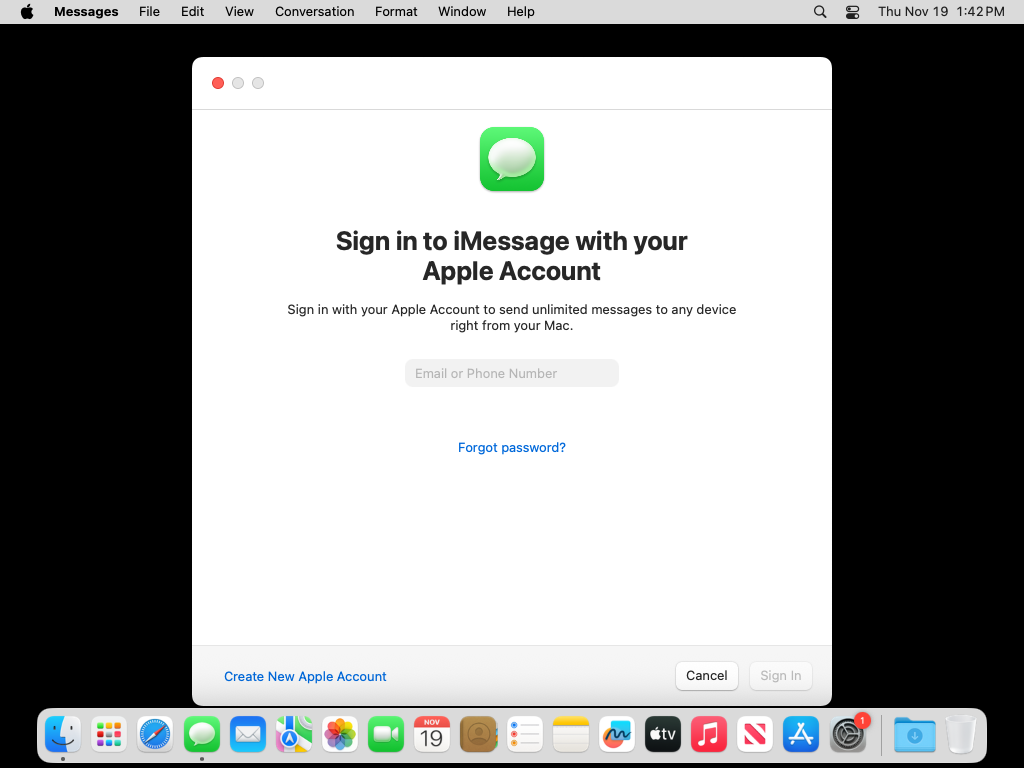 Messages File Edit View Conversation Format Window Help Thu Nov 19 1:42 PM
Sign in to iMessage with your
Apple Account
Sign in with your Apple Account to send unlimited messages to any device
right from your Mac.
Email or Phone Number
Forgot password?
Create New Apple Account Cancel Sign In
NOV
19
tv
1